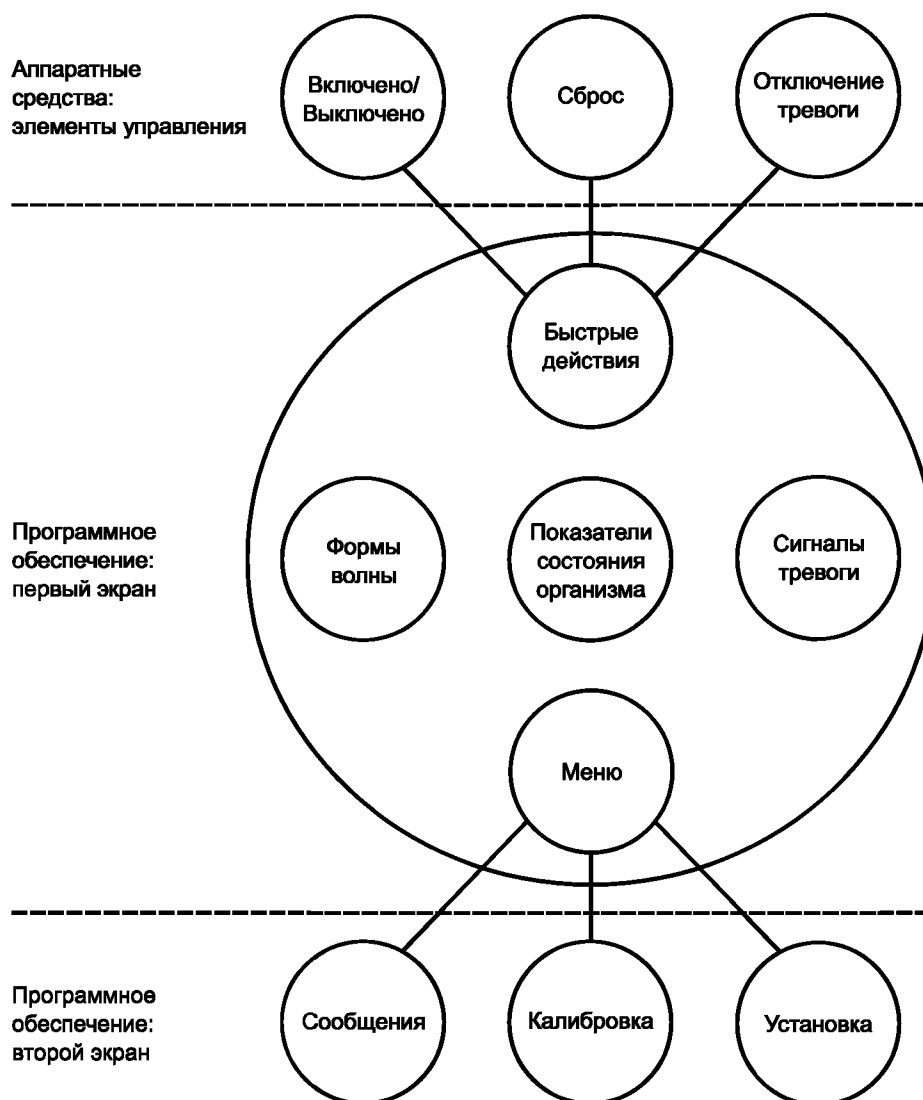 Аппаратные
средства:
элементы управления
Включено/
Выключено
Сброс
Отключение
тревоги
Быстрые
действия
Программное
обеспечение:
первый экран
Формы
волны
Показатели
состояния
организма
Сигналы
тревоги
Меню
Программное
обеспечение:
второй экран
Сообщения
Калибровка
Установка